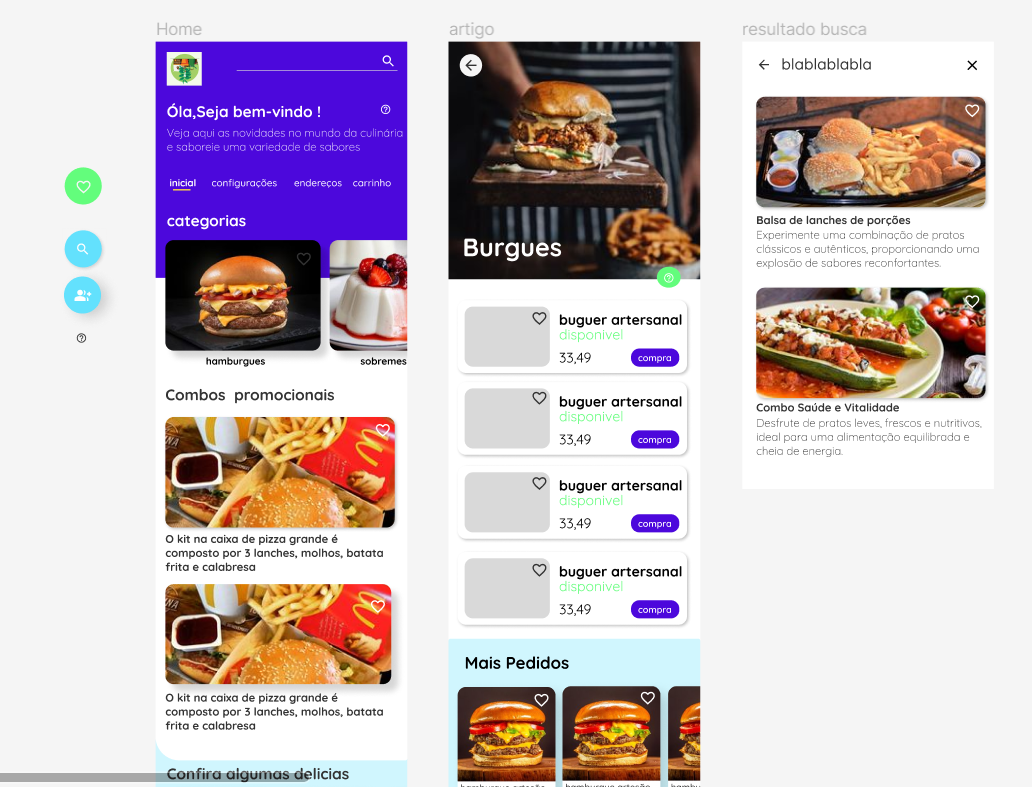 Home
Óla,Seja bem-vindo !
Veja aqui as novidades no mundo da culinária
e saboreie uma variedade de sabores
inicial configurações endereços carrinho
categorias
hamburgues sobremes
Combos promocionais
O kit na caixa de pizza grande é
composto por 3 lanches, molhos, batata
frita e calabresa
O kit na caixa de pizza grande é
composto por 3 lanches, molhos, batata
frita e calabresa
Confira algumas delicias
artigo
Burgues
buguer artersanal
disponivel
33,49 compra
buguer artersanal
disponivel
33,49 compra
buguer artersanal
disponivel
33,49 compra
buguer artersanal
disponivel
33,49 compra
Mais Pedidos
resultado busca
blablablabla
Balsa de lanches de porções
Experimente uma combinação de pratos
clássicos e autênticos, proporcionando uma
explosão de sabores reconfortantes.
Combo Saúde e Vitalidade
Desfrute de pratos leves, frescos e nutritivos,
ideal para uma alimentação equilibrada e
cheia de energia.